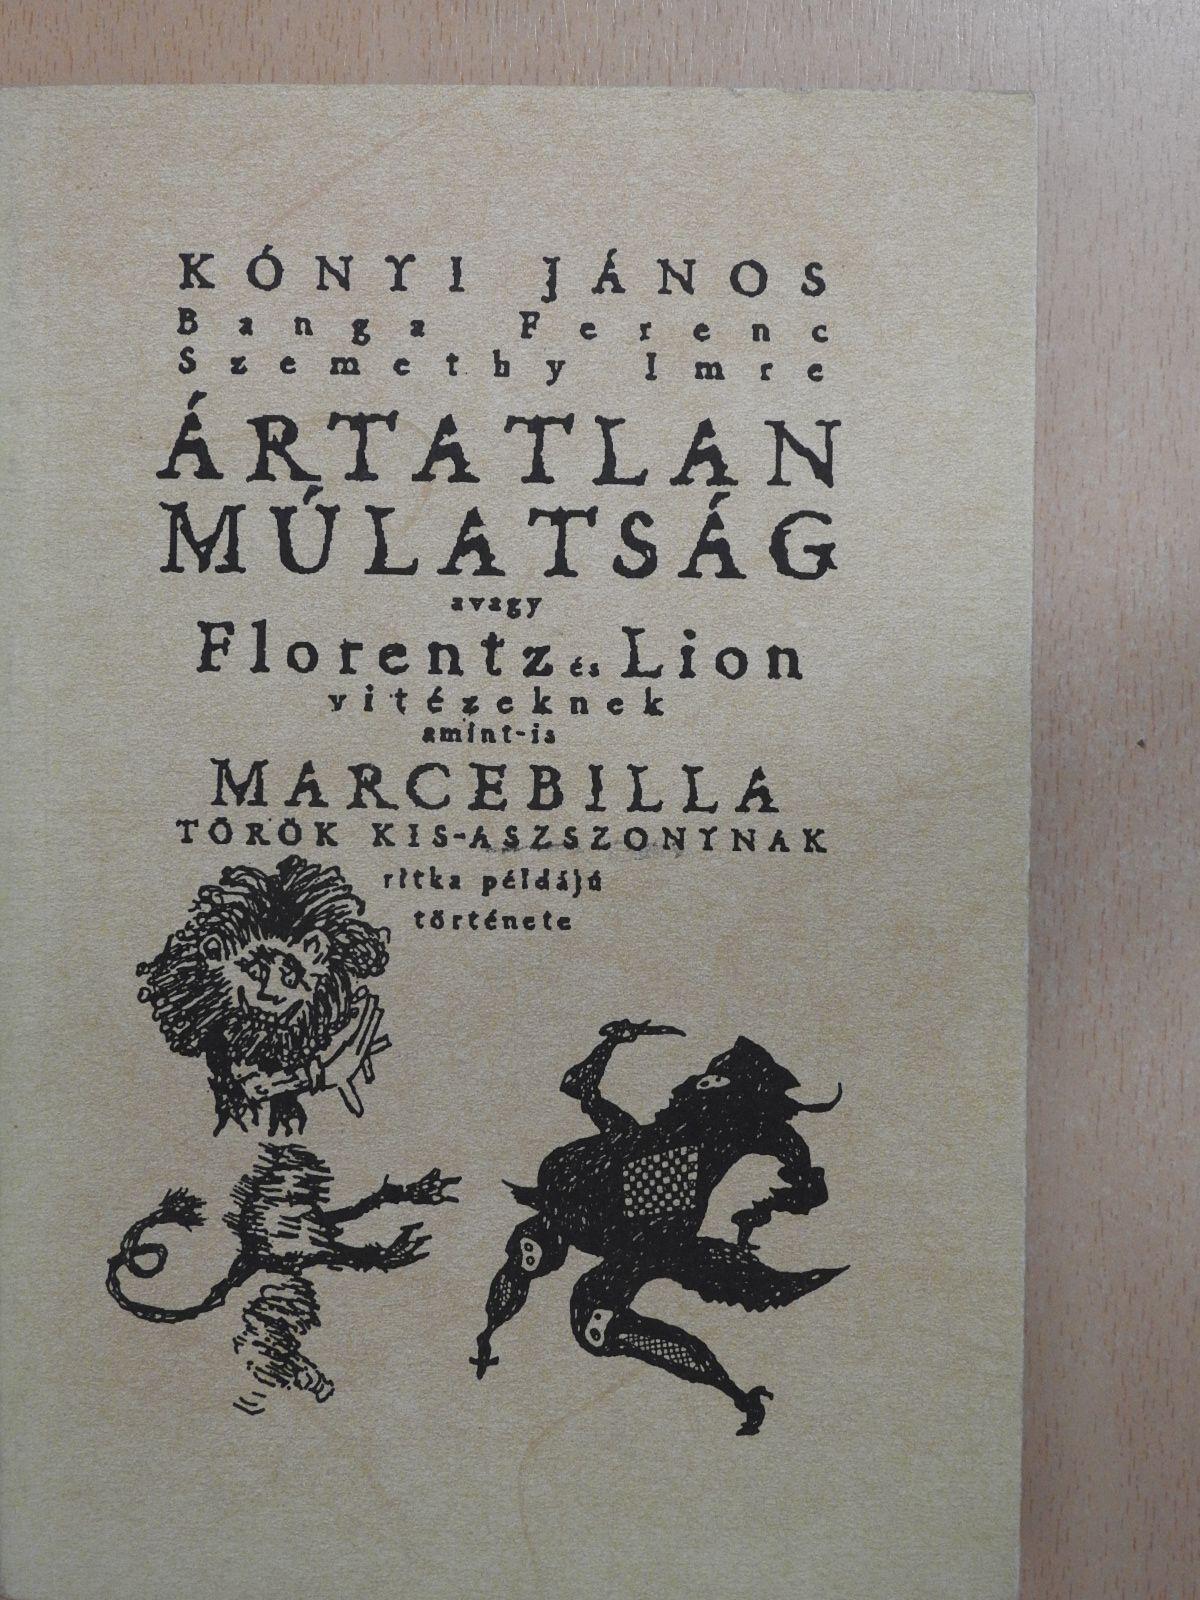 KÓNYI JÁNOS
Banga Ferenc
Szemethy Imre
ÁRTATLAN
MÚLATSÁG
avagy
Florentz és Lion
vitézeknek
amint-is
MARCEBILLA
TÖRÖK KIS-ASZSZONYNAK
ritka példájú
története